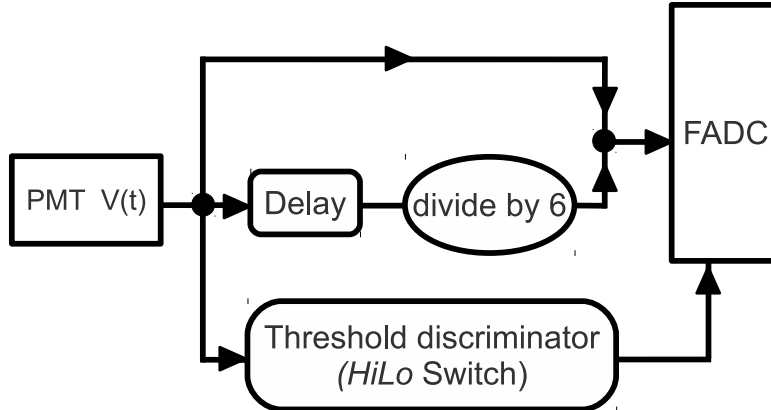 FADC
PMT V(t)
Delay
divide by 6
Threshold discriminator
(HiLo Switch)